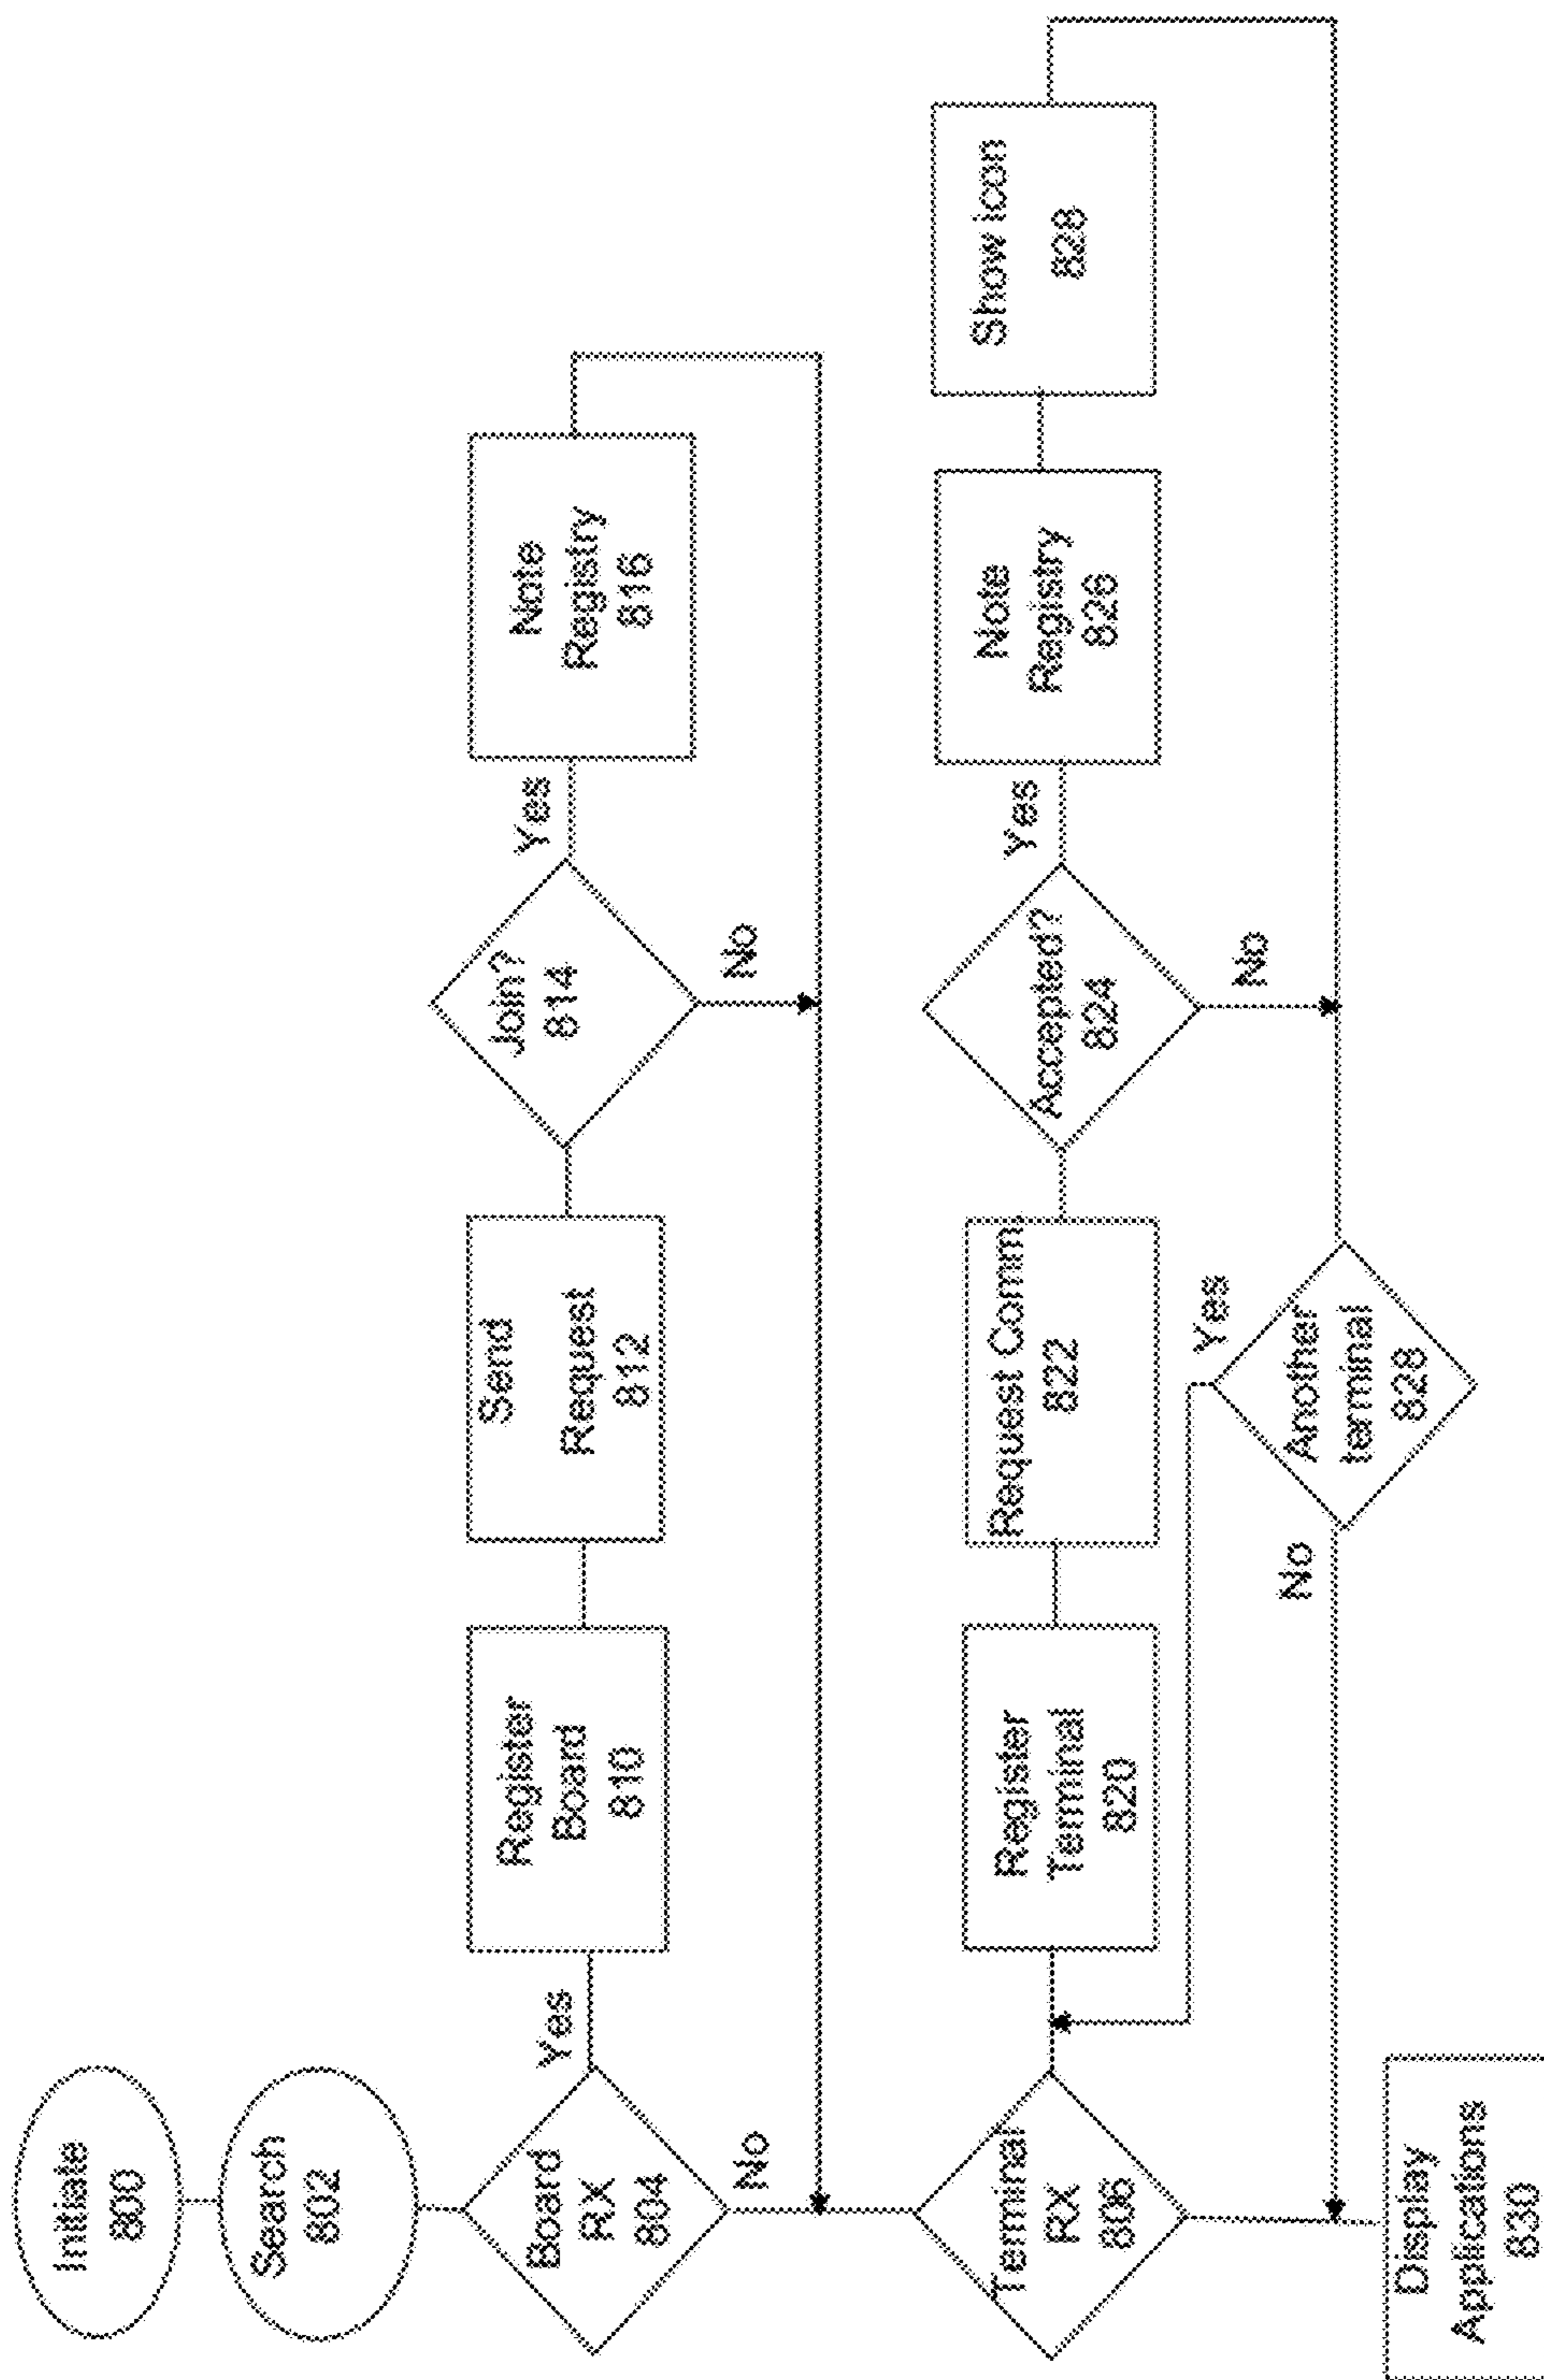 Initiate
800
Search
802
Board
RX
804
Yes
No
Register
Board
810
Send
Request
812
Join?
814
Yes
No
Note
Registry
816
Terminal
RX
806
Register
Terminal
820
Request Comm.
822
Accepted?
824
Yes
No
Note
Registry
826
Show icon
828
Another
terminal
828
Yes
No
Display
Applications
830